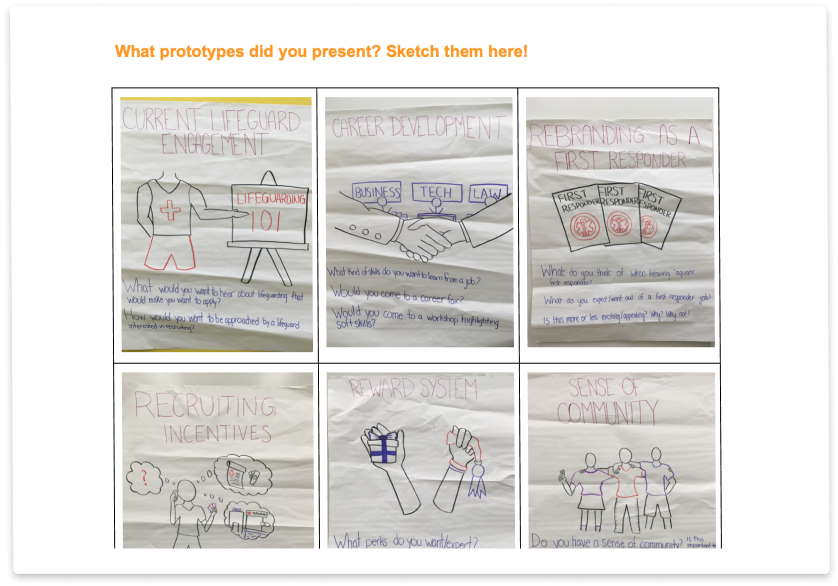 What prototypes did you present? Sketch them here!
CURRENT LIFEGUARD
ENGAGEMENT
LIFEGUARDING
101
What would you want to hear about lifeguarding that
would make you want to apply?
How would you want to be approached by a lifeguard
interested in recruiting?
CAREER DEVELOPMENT
BUSINESS
TECH
LAW
What kind of skills do you want to learn from a job?
Would you come to a career fair?
Would you come to a workshop highlighting
soft skills?
REBRANDING AS A
FIRST RESPONDER
FIRST
RESPONDER
FIRST
RESPONDER
FIRST
RESPONDER
What do you think of when hearing "aquatic
first responder"?
What do you expect/want out of a first responder job?
Is this more or less exciting/appealing? Why? Why not?
RECRUITING
INCENTIVES
?
REWARD SYSTEM
What perks do you want/expect?
SENSE OF
COMMUNITY
Do you have a sense of community? Is this
important to